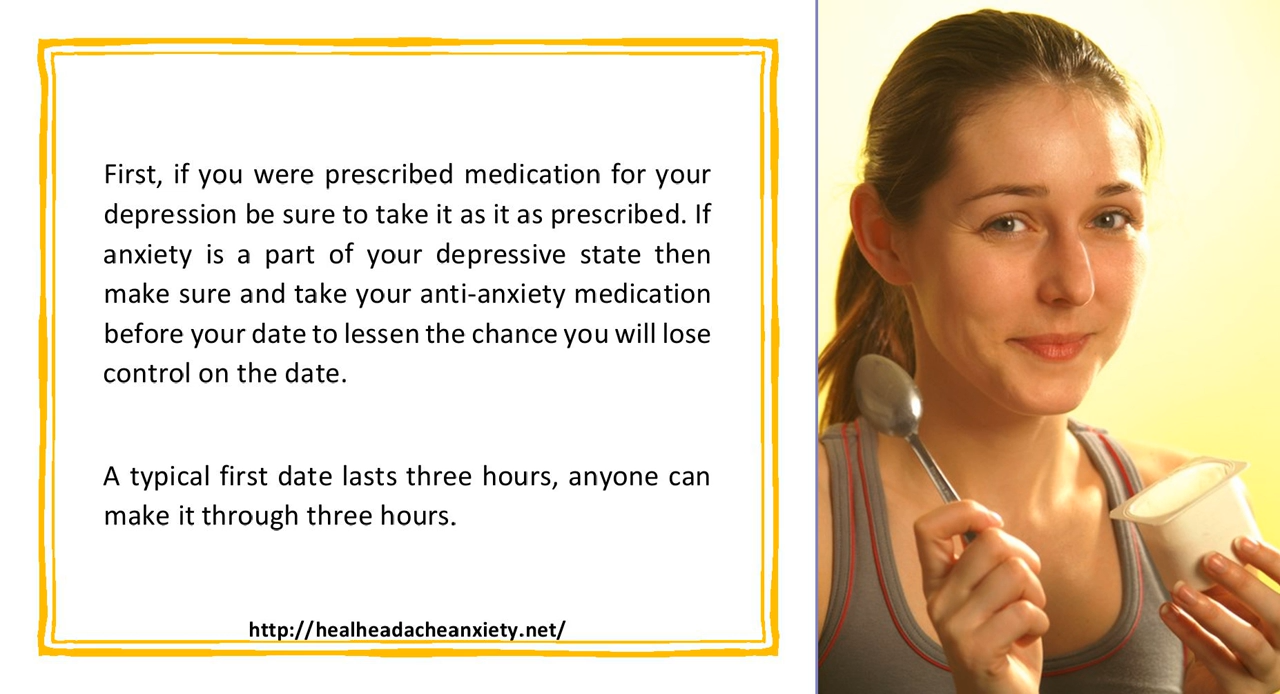 First, if you were prescribed medication for your
depression be sure to take it as it as prescribed. If
anxiety is a part of your depressive state then
make sure and take your anti-anxiety medication
before your date to lessen the chance you will lose
control on the date.
A typical first date lasts three hours, anyone can
make it through three hours.
http://healheadacheanxiety.net/